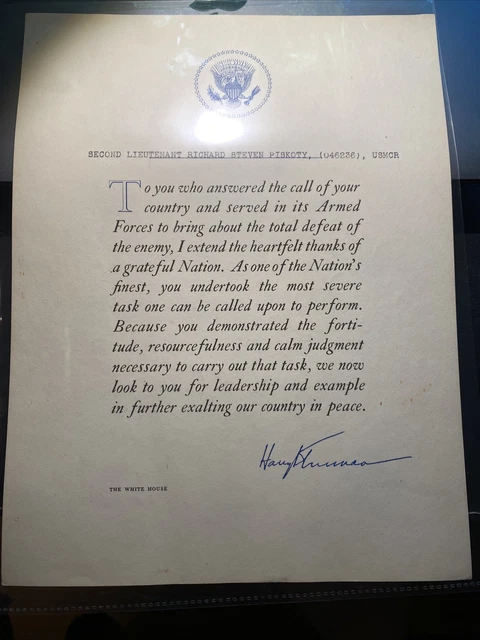 SECOND LIEUTENANT RICHARD STEVEN PISKOTY, (046236), USMCR
To you who answered the call of your
country and served in its Armed
Forces to bring about the total defeat of
the enemy, I extend the heartfelt thanks of
a grateful Nation. As one of the Nation's
finest, you undertook the most severe
task one can be called upon to perform.
Because you demonstrated the forti-
tude, resourcefulness and calm judgment
necessary to carry out that task, we now
look to you for leadership and example
in further exalting our country in peace.
Harry S Truman
THE WHITE HOUSE